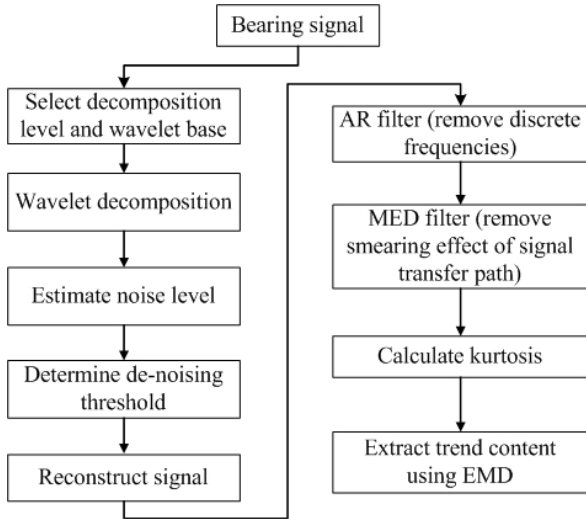 Bearing signal
Select decomposition
level and wavelet base
Wavelet decomposition
Estimate noise level
Determine de-noising
threshold
Reconstruct signal
AR filter (remove discrete
frequencies)
MED filter (remove
smearing effect of signal
transfer path)
Calculate kurtosis
Extract trend content
using EMD